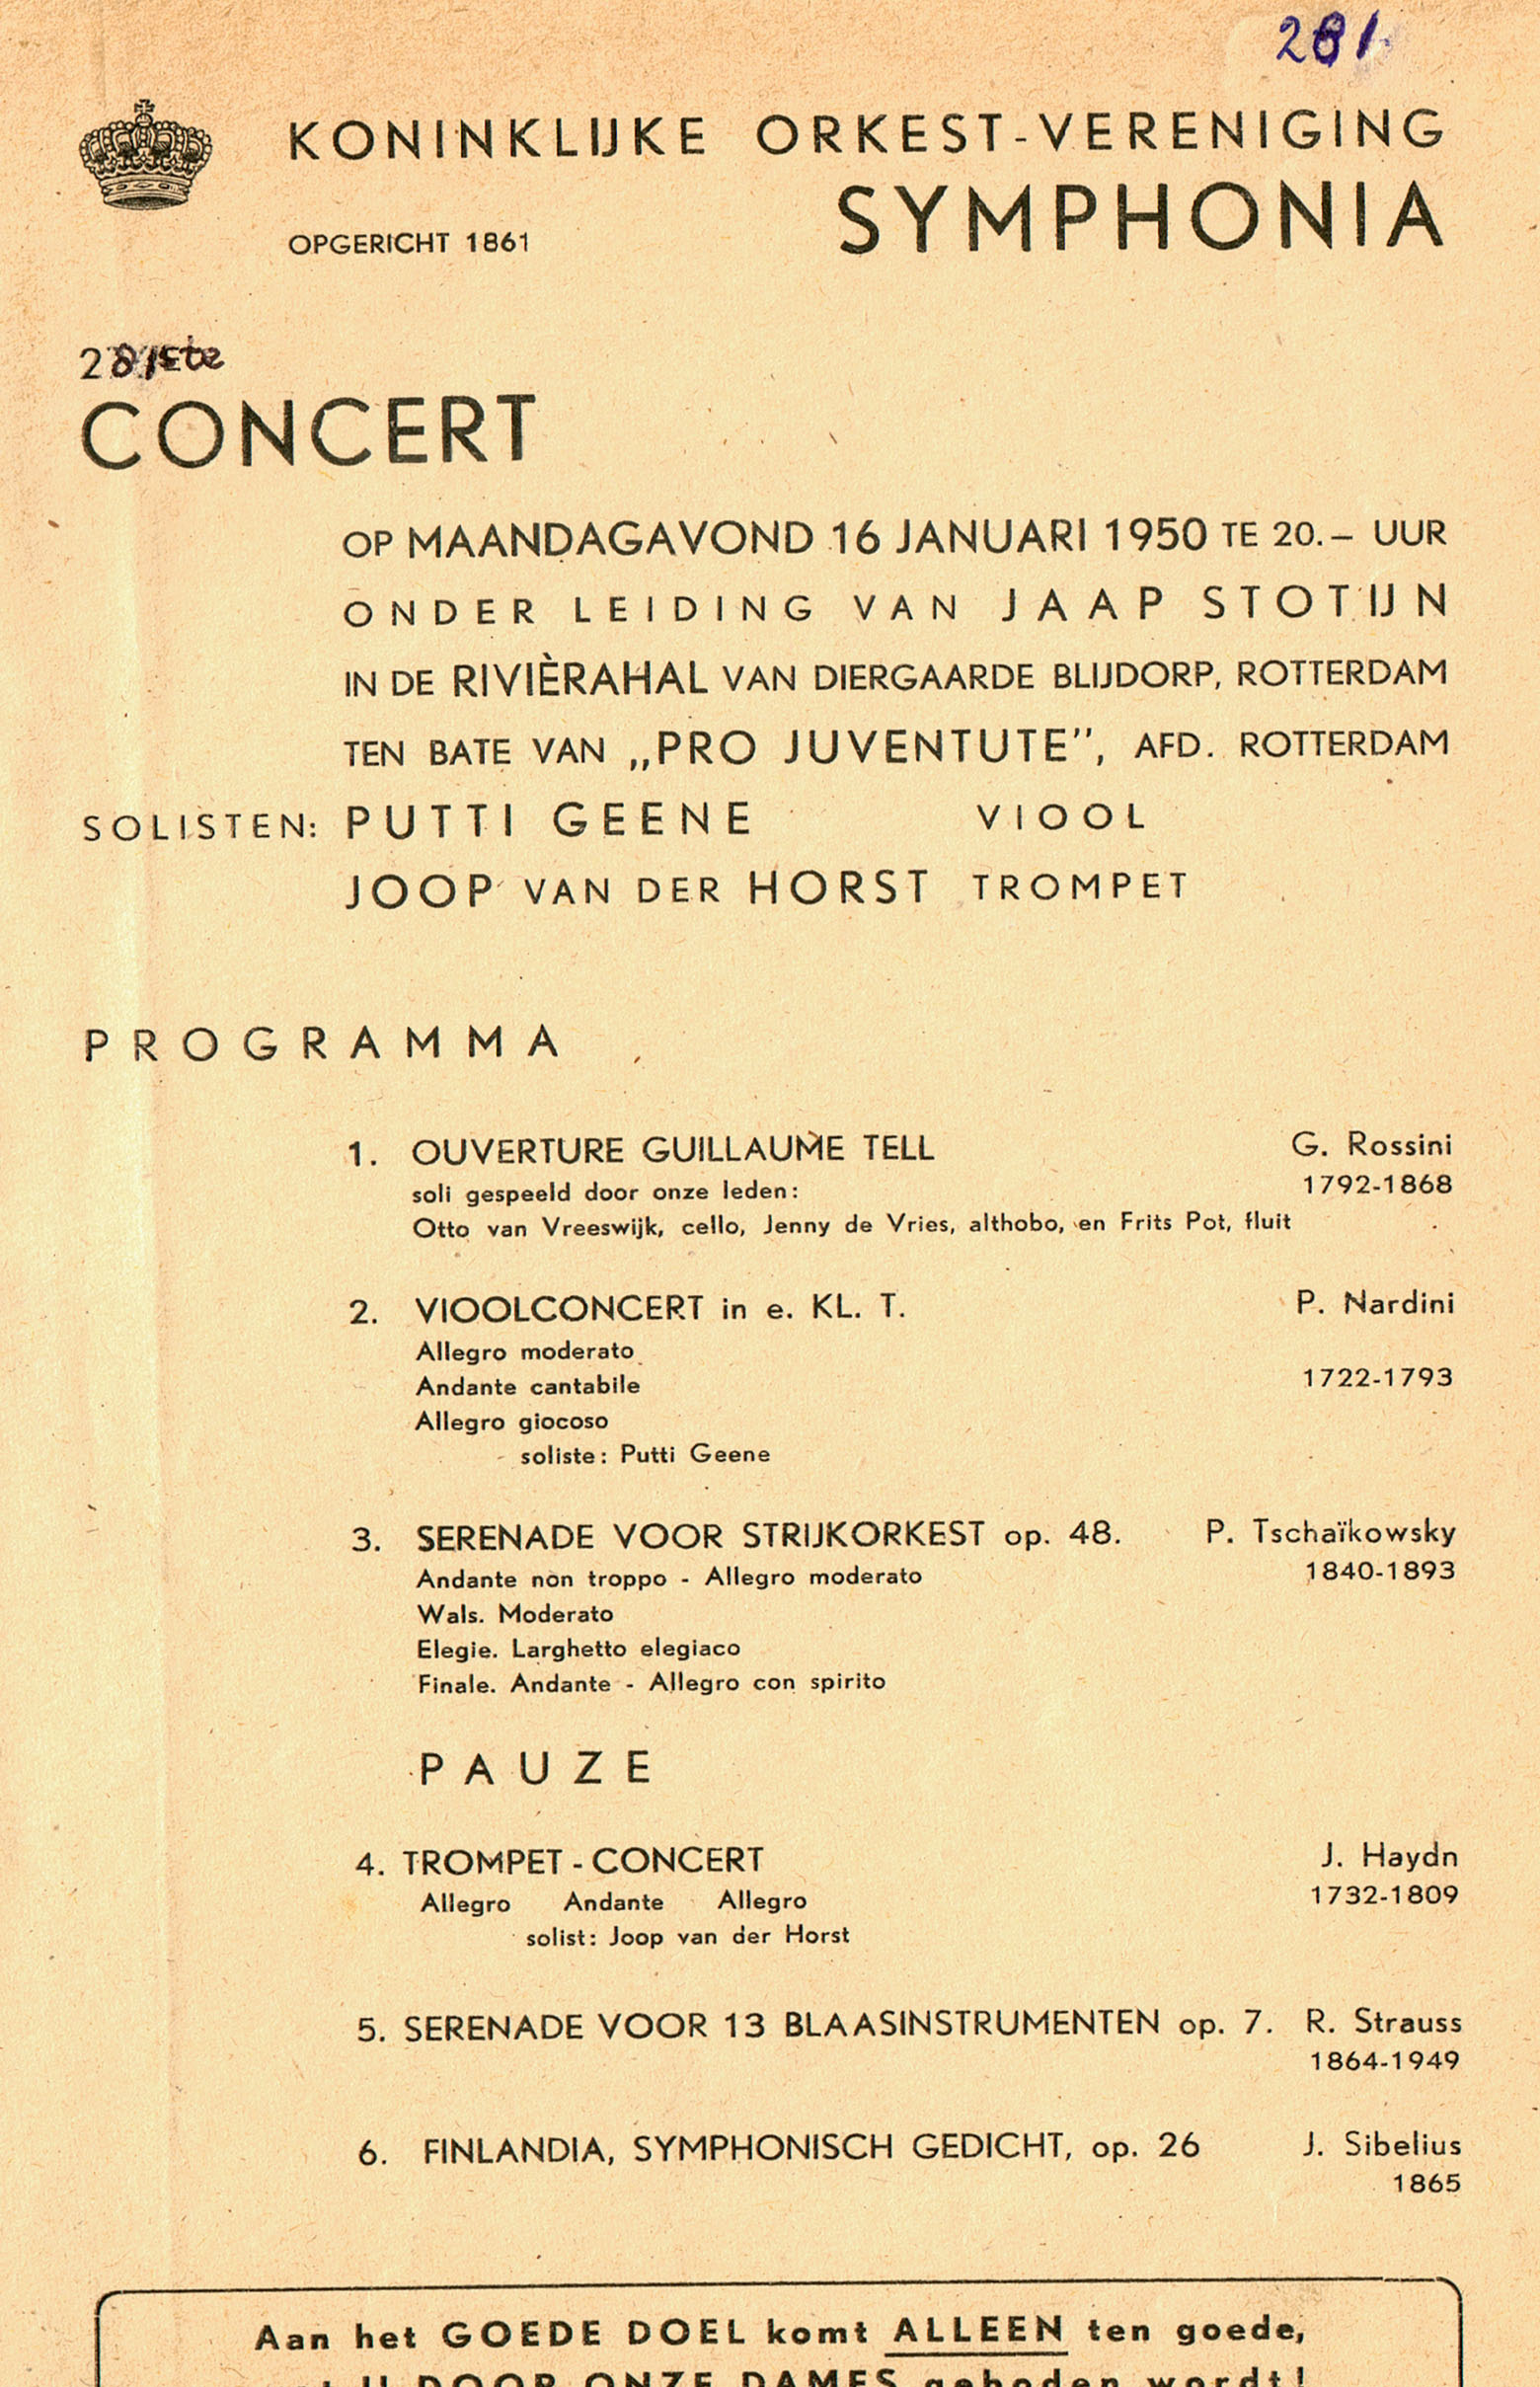 281.
KONINKLIJKE ORKEST-VERENIGING
SYMPHONIA
OPGERICHT 1861
281ste
CONCERT
OP MAANDAGAVOND 16 JANUARI 1950 TE 20.– UUR
ONDER LEIDING VAN JAAP STOTIJN
IN DE RIVIÈRAHAL VAN DIERGAARDE BLIJDORP, ROTTERDAM
TEN BATE VAN „PRO JUVENTUTE”, AFD. ROTTERDAM
SOLISTEN: PUTTI GEENE VIOOL
JOOP VAN DER HORST TROMPET
PROGRAMMA
1. OUVERTURE GUILLAUME TELL G. Rossini
soli gespeeld door onze leden: 1792-1868
Otto van Vreeswijk, cello, Jenny de Vries, althobo, en Frits Pot, fluit
2. VIOOLCONCERT in e. KL. T. P. Nardini
Allegro moderato
Andante cantabile 1722-1793
Allegro giocoso
soliste: Putti Geene
3. SERENADE VOOR STRIJKORKEST op. 48. P. Tschaïkowsky
Andante non troppo - Allegro moderato 1840-1893
Wals. Moderato
Elegie. Larghetto elegiaco
Finale. Andante - Allegro con spirito
PAUZE
4. TROMPET-CONCERT J. Haydn
Allegro Andante Allegro 1732-1809
solist: Joop van der Horst
5. SERENADE VOOR 13 BLAASINSTRUMENTEN op. 7. R. Strauss
1864-1949
6. FINLANDIA, SYMPHONISCH GEDICHT, op. 26 J. Sibelius
1865
Aan het GOEDE DOEL komt ALLEEN ten goede,
U DOOR ONZE DAMES geboden wordt!